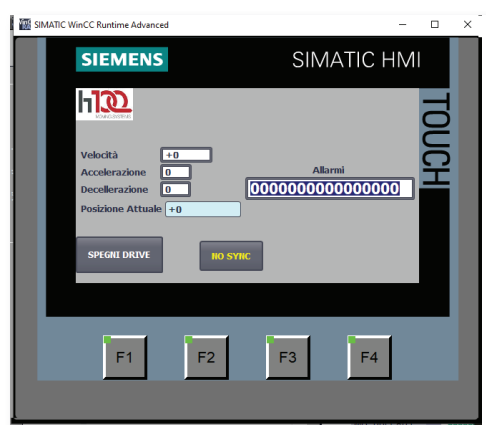 SIMATIC WinCC Runtime Advanced
SIEMENS
SIMATIC HMI
TOUCH
Velocità +0
Accelerazione 0
Allarmi
Decellerazione 0
0000000000000000
Posizione Attuale +0
SPEGNI DRIVE
NO SYNC
F1
F2
F3
F4